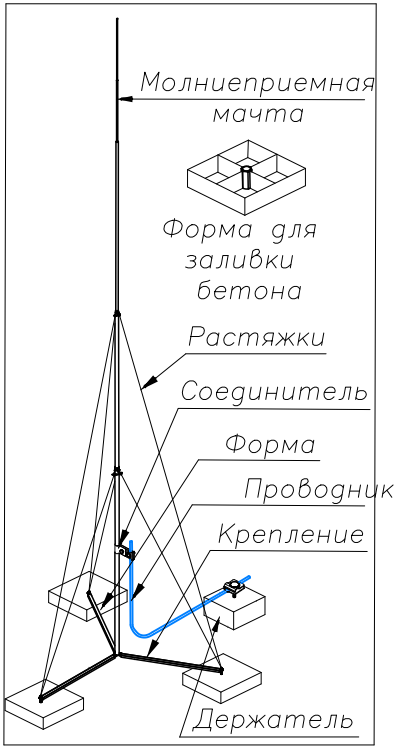 Молниеприемная
мачта
Форма для
заливки
бетона
Растяжки
Соединитель
Форма
Проводник
Крепление
Держатель